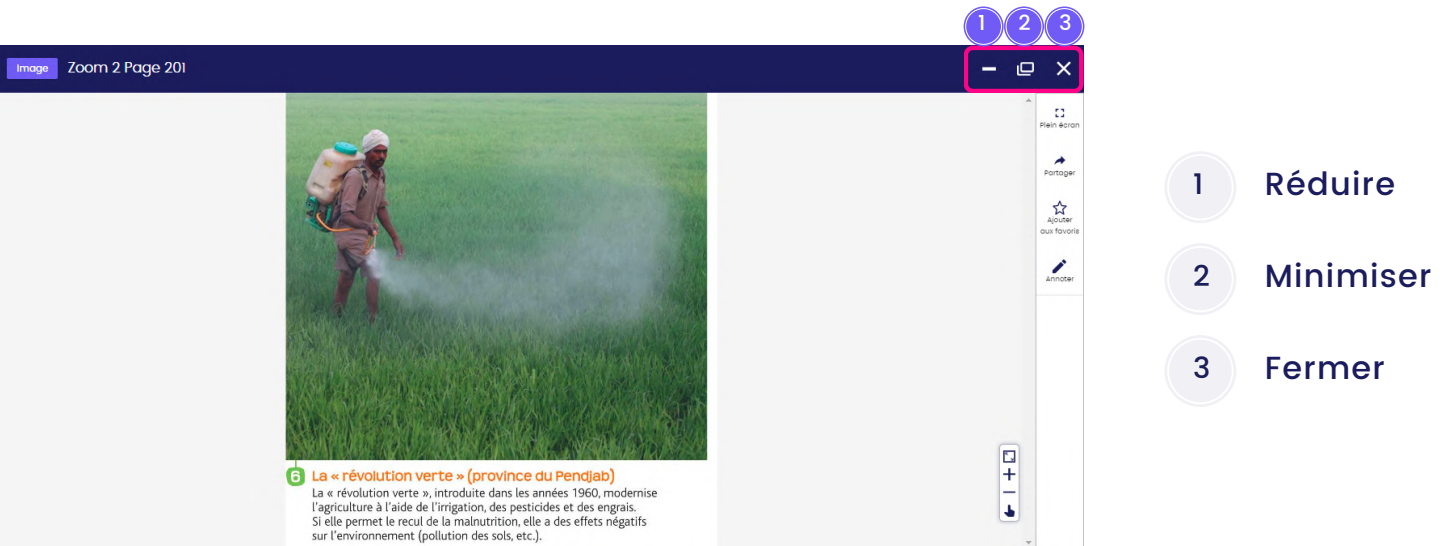 1 2 3
Image Zoom 2 Page 201
Plein écran
Partager
Ajouter
aux favoris
Annoter
6 La « révolution verte » (province du Pendjab)
La « révolution verte », introduite dans les années 1960, modernise
l'agriculture à l'aide de l'irrigation, des pesticides et des engrais.
Si elle permet le recul de la malnutrition, elle a des effets négatifs
sur l'environnement (pollution des sols, etc.).
1 Réduire
2 Minimiser
3 Fermer